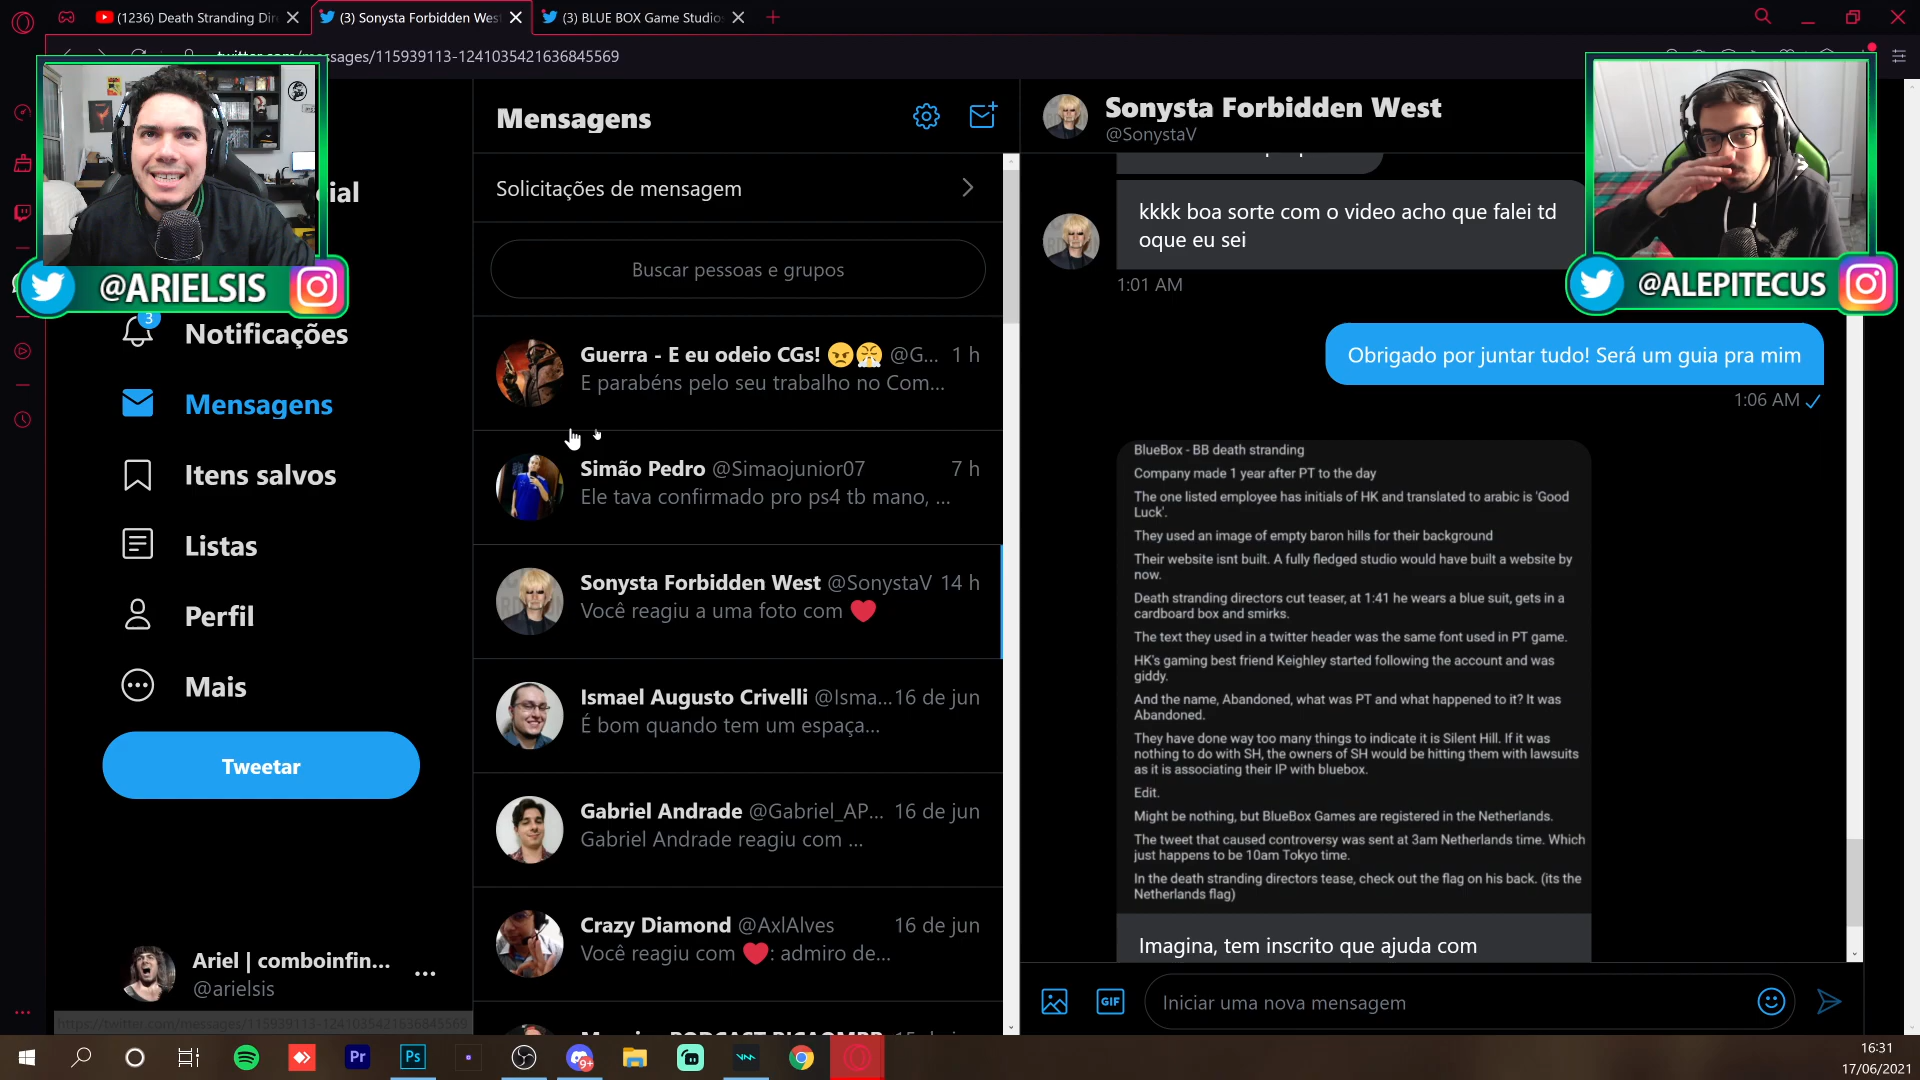 (1236) Death Stranding Dir
(3) Sonysta Forbidden Wes
(3) BLUE BOX Game Studio
sages/115939113-1241035421636845569
@ARIELSIS
@ALEPITECUS
ial
3
Notificações
Mensagens
Itens salvos
Listas
Perfil
Mais
Tweetar
Ariel | comboinfin...
@arielsis
https://twitter.com/messages/115939113-1241035421636845569
Mensagens
Solicitações de mensagem
Buscar pessoas e grupos
Guerra - E eu odeio CGs! 😠😤 @G... 1 h
E parabéns pelo seu trabalho no Com...
Simão Pedro @Simaojunior07 7 h
Ele tava confirmado pro ps4 tb mano, ...
Sonysta Forbidden West @SonystaV 14 h
Você reagiu a uma foto com ❤️
Ismael Augusto Crivelli @Isma... 16 de jun
É bom quando tem um espaça...
Gabriel Andrade @Gabriel_AP... 16 de jun
Gabriel Andrade reagiu com ...
Crazy Diamond @AxlAlves 16 de jun
Você reagiu com ❤️: admiro de...
Sonysta Forbidden West
@SonystaV
kkkk boa sorte com o video acho que falei td
oque eu sei
1:01 AM
Obrigado por juntar tudo! Será um guia pra mim
1:06 AM
BlueBox - BB death stranding
Company made 1 year after PT to the day
The one listed employee has initials of HK and translated to arabic is 'Good
Luck'.
They used an image of empty baron hills for their background
Their website isnt built. A fully fledged studio would have built a website by
now.
Death stranding directors cut teaser, at 1:41 he wears a blue suit, gets in a
cardboard box and smirks.
The text they used in a twitter header was the same font used in PT game.
HK's gaming best friend Keighley started following the account and was
giddy.
And the name, Abandoned, what was PT and what happened to it? It was
Abandoned.
They have done way too many things to indicate it is Silent Hill. If it was
nothing to do with SH, the owners of SH would be hitting them with lawsuits
as it is associating their IP with bluebox.
Edit.
Might be nothing, but BlueBox Games are registered in the Netherlands.
The tweet that caused controversy was sent at 3am Netherlands time. Which
just happens to be 10am Tokyo time.
In the death stranding directors tease, check out the flag on his back. (its the
Netherlands flag)
Imagina, tem inscrito que ajuda com
GIF
Iniciar uma nova mensagem
Pr
Ps
9+
16:31
17/06/2021